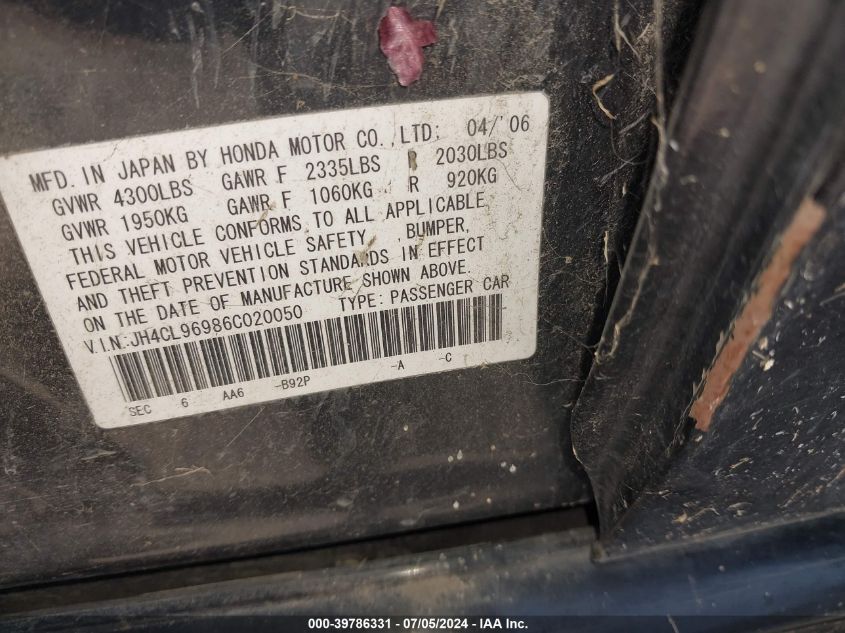 MFD. IN JAPAN BY HONDA MOTOR CO., LTD: 04/'06
GVWR 4300LBS GAWR F 2335LBS R 2030LBS
GVWR 1950KG GAWR F 1060KG R 920KG
THIS VEHICLE CONFORMS TO ALL APPLICABLE
FEDERAL MOTOR VEHICLE SAFETY , BUMPER,
AND THEFT PREVENTION STANDARDS IN EFFECT
ON THE DATE OF MANUFACTURE SHOWN ABOVE.
V.I.N:JH4CL96986C020050 TYPE: PASSENGER CAR
SEC 6 AA6 -B92P -A -C
000-39786331 - 07/05/2024 - IAA Inc.